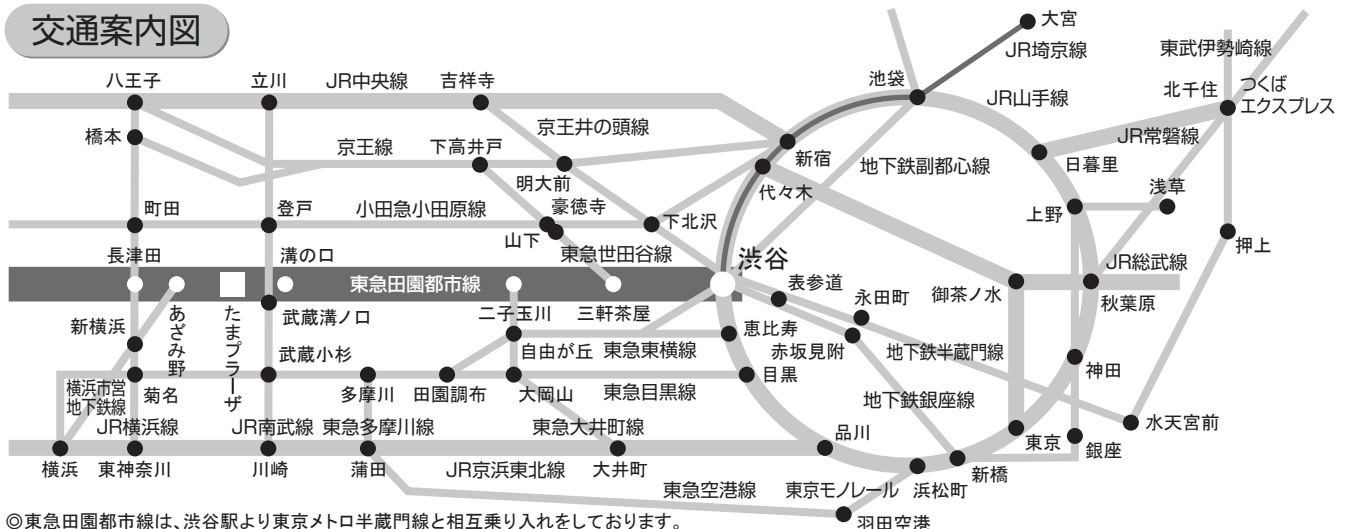 交通案内図
大宮
JR埼京線
東武伊勢崎線
八王子
立川
JR中央線
吉祥寺
池袋
JR山手線
北千住
つくば
エクスプレス
橋本
京王線
下高井戸
京王井の頭線
新宿
地下鉄副都心線
JR常磐線
日暮里
明大前
代々木
浅草
町田
登戸
小田急小田原線
豪徳寺
山下
下北沢
上野
押上
長津田
溝の口
東急世田谷線
渋谷
JR総武線
東急田園都市線
表参道
永田町
御茶ノ水
秋葉原
新横浜
あざみ野
たまプラーザ
武蔵溝ノ口
二子玉川
三軒茶屋
恵比寿
赤坂見附
地下鉄半蔵門線
自由が丘
東急東横線
武蔵小杉
目黒
神田
横浜市営
地下鉄線
菊名
多摩川
田園調布
大岡山
東急目黒線
地下鉄銀座線
JR横浜線
JR南武線
東急多摩川線
東急大井町線
品川
東京
水天宮前
銀座
横浜
東神奈川
川崎
蒲田
JR京浜東北線
大井町
新橋
東急空港線
東京モノレール
浜松町
羽田空港
◎東急田園都市線は、渋谷駅より東京メトロ半蔵門線と相互乗り入れをしております。